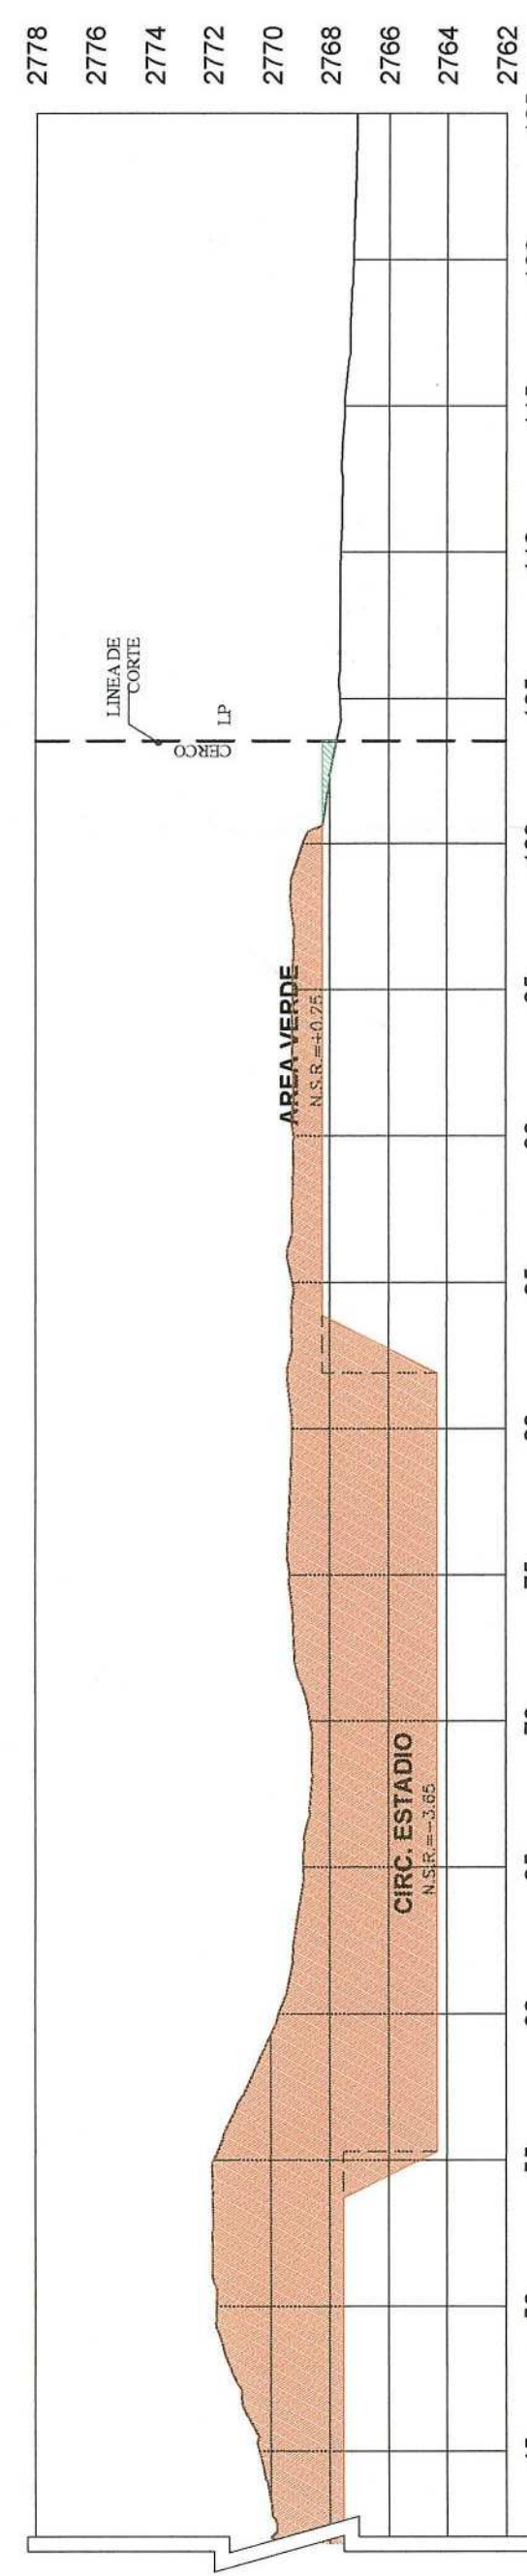 2778
2776
2774
2772
2770
2768
2766
2764
2762
LINEA DE
CORTE
LP
CERCO
AREA VERDE
N.S.R.=+0.75
CIRC. ESTADIO
N.S.R.=-3.65